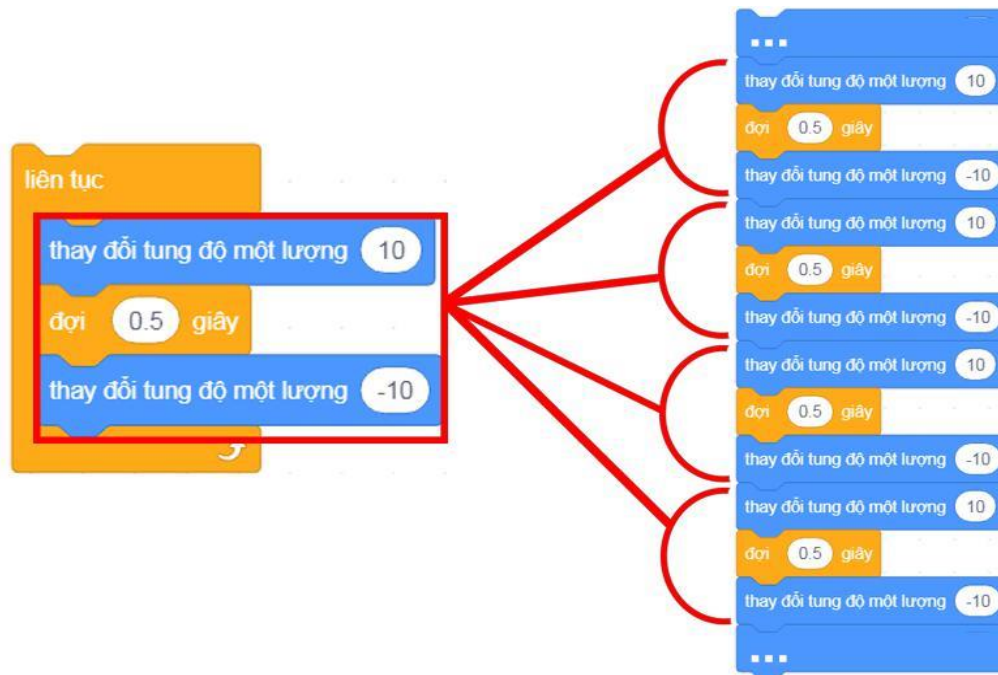 liên tục
thay đổi tung độ một lượng 10
đợi 0.5 giây
thay đổi tung độ một lượng -10
...
thay đổi tung độ một lượng 10
đợi 0.5 giây
thay đổi tung độ một lượng -10
thay đổi tung độ một lượng 10
đợi 0.5 giây
thay đổi tung độ một lượng -10
thay đổi tung độ một lượng 10
đợi 0.5 giây
thay đổi tung độ một lượng -10
thay đổi tung độ một lượng 10
đợi 0.5 giây
thay đổi tung độ một lượng -10
...